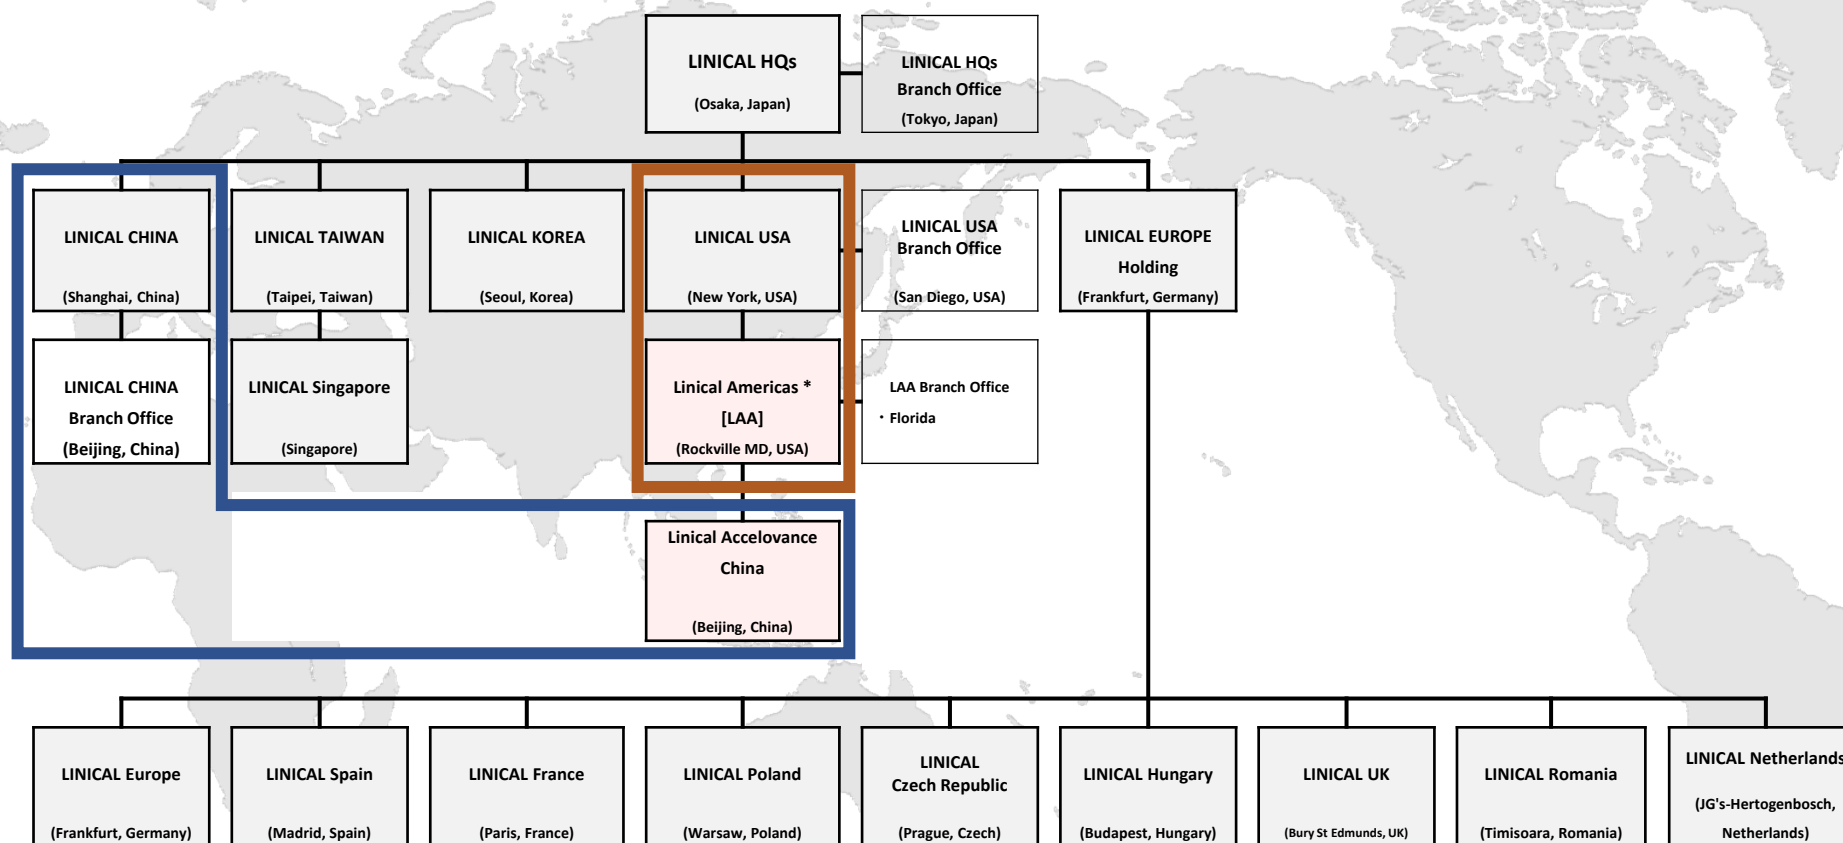 LINICAL HQs
(Osaka, Japan)
LINICAL HQs
Branch Office
(Tokyo, Japan)
LINICAL CHINA
(Shanghai, China)
LINICAL TAIWAN
(Taipei, Taiwan)
LINICAL KOREA
(Seoul, Korea)
LINICAL USA
(New York, USA)
LINICAL USA
Branch Office
(San Diego, USA)
LINICAL EUROPE
Holding
(Frankfurt, Germany)
LINICAL CHINA
Branch Office
(Beijing, China)
LINICAL Singapore
(Singapore)
Linical Americas *
[LAA]
(Rockville MD, USA)
LAA Branch Office
・Florida
Linical Accelovance
China
(Beijing, China)
LINICAL Europe
(Frankfurt, Germany)
LINICAL Spain
(Madrid, Spain)
LINICAL France
(Paris, France)
LINICAL Poland
(Warsaw, Poland)
LINICAL
Czech Republic
(Prague, Czech)
LINICAL Hungary
(Budapest, Hungary)
LINICAL UK
(Bury St Edmunds, UK)
LINICAL Romania
(Timisoara, Romania)
LINICAL Netherlands
(JG's-Hertogenbosch,
Netherlands)